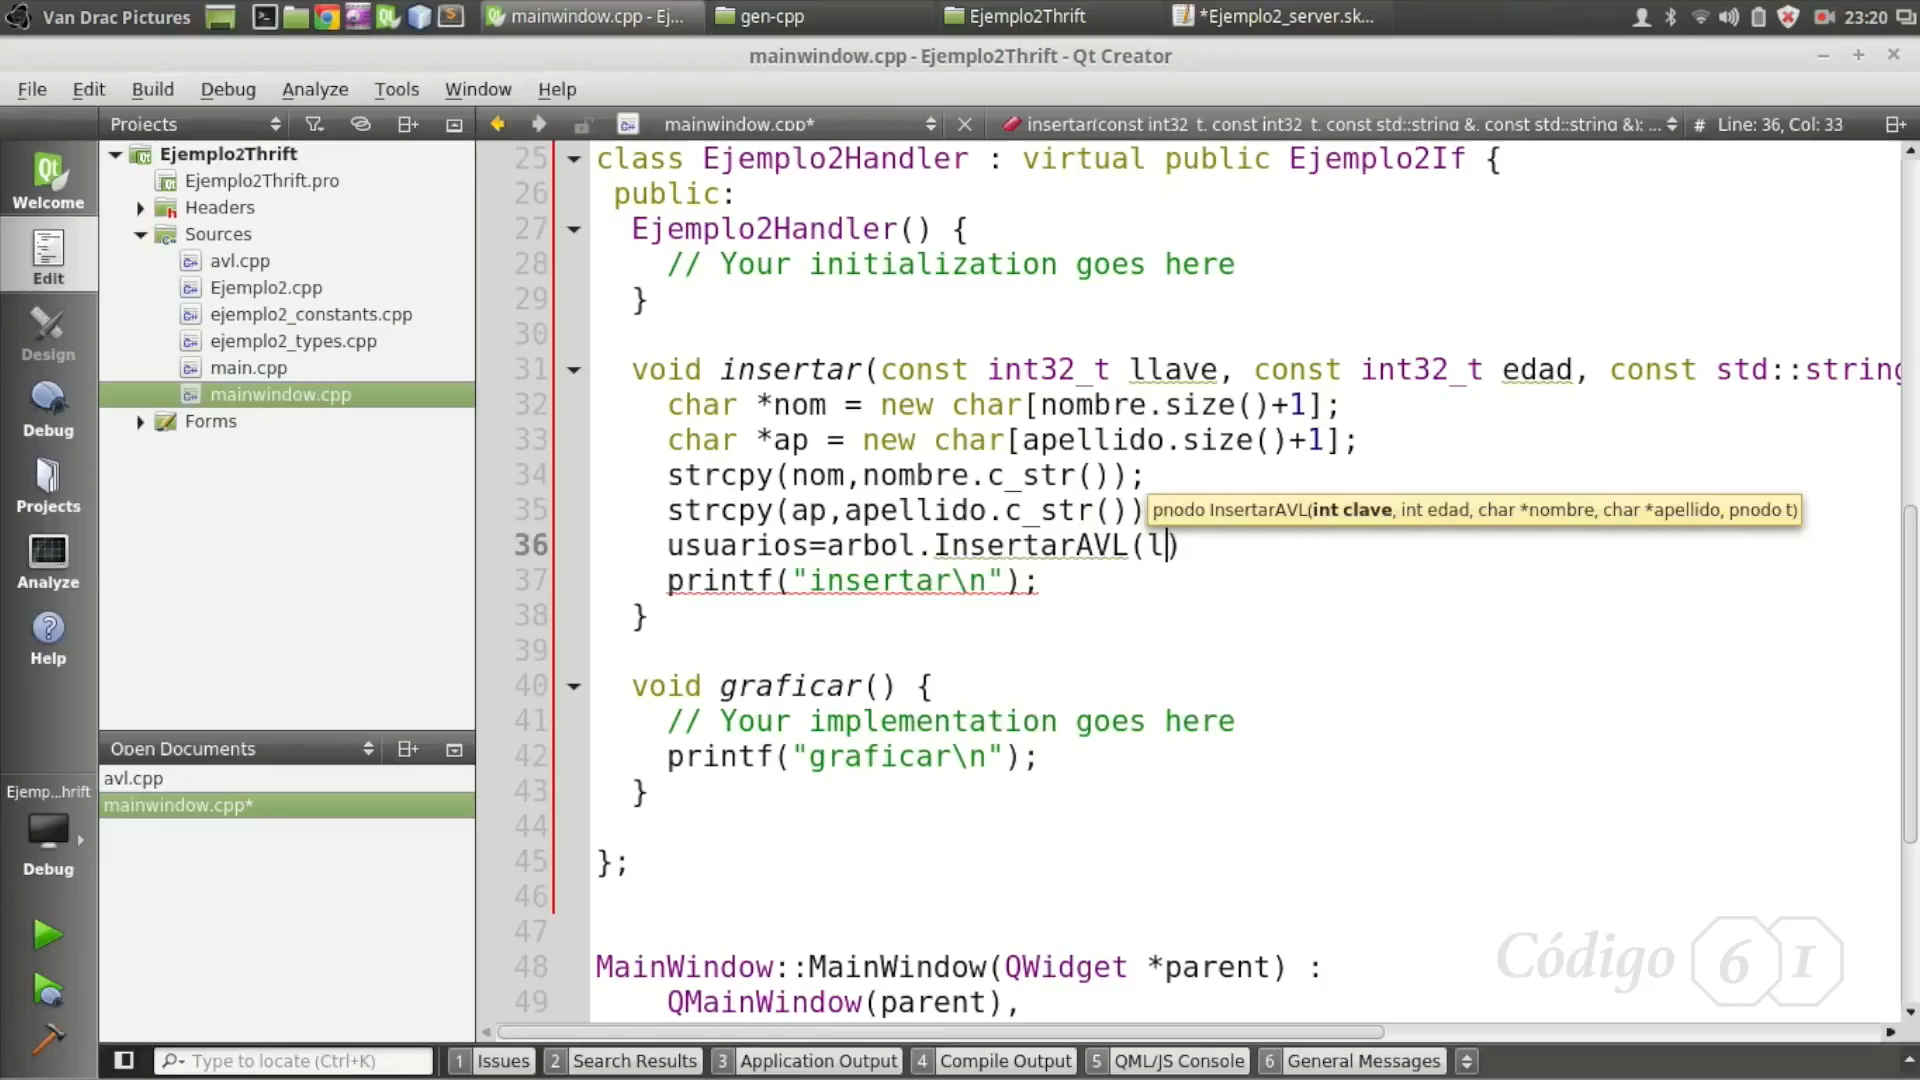 Van Drac Pictures
mainwindow.cpp - Ej...
gen-cpp
Ejemplo2Thrift
*Ejemplo2_server.sk...
23:20
mainwindow.cpp - Ejemplo2Thrift - Qt Creator
File Edit Build Debug Analyze Tools Window Help
Projects
mainwindow.cpp*
insertar(const int32_t, const int32_t, const std::string &, const std::string &): ...
# Line: 36, Col: 33
Welcome
Edit
Design
Debug
Projects
Analyze
Help
Ejemp...hrift
Debug
Ejemplo2Thrift
Ejemplo2Thrift.pro
Headers
Sources
avl.cpp
Ejemplo2.cpp
ejemplo2_constants.cpp
ejemplo2_types.cpp
main.cpp
mainwindow.cpp
Forms
Open Documents
avl.cpp
mainwindow.cpp*
25 class Ejemplo2Handler : virtual public Ejemplo2If {
26 public:
27 Ejemplo2Handler() {
28 // Your initialization goes here
29 }
30
31 void insertar(const int32_t llave, const int32_t edad, const std::string
32 char *nom = new char[nombre.size()+1];
33 char *ap = new char[apellido.size()+1];
34 strcpy(nom,nombre.c_str());
35 strcpy(ap,apellido.c_str())
pnodo InsertarAVL(int clave, int edad, char *nombre, char *apellido, pnodo t)
36 usuarios=arbol.InsertarAVL(l)
37 printf("insertar\n");
38 }
39
40 void graficar() {
41 // Your implementation goes here
42 printf("graficar\n");
43 }
44
45 };
46
47
48 MainWindow::MainWindow(QWidget *parent) :
49 QMainWindow(parent),
Código 61
Type to locate (Ctrl+K)
1 Issues 2 Search Results 3 Application Output 4 Compile Output 5 QML/JS Console 6 General Messages